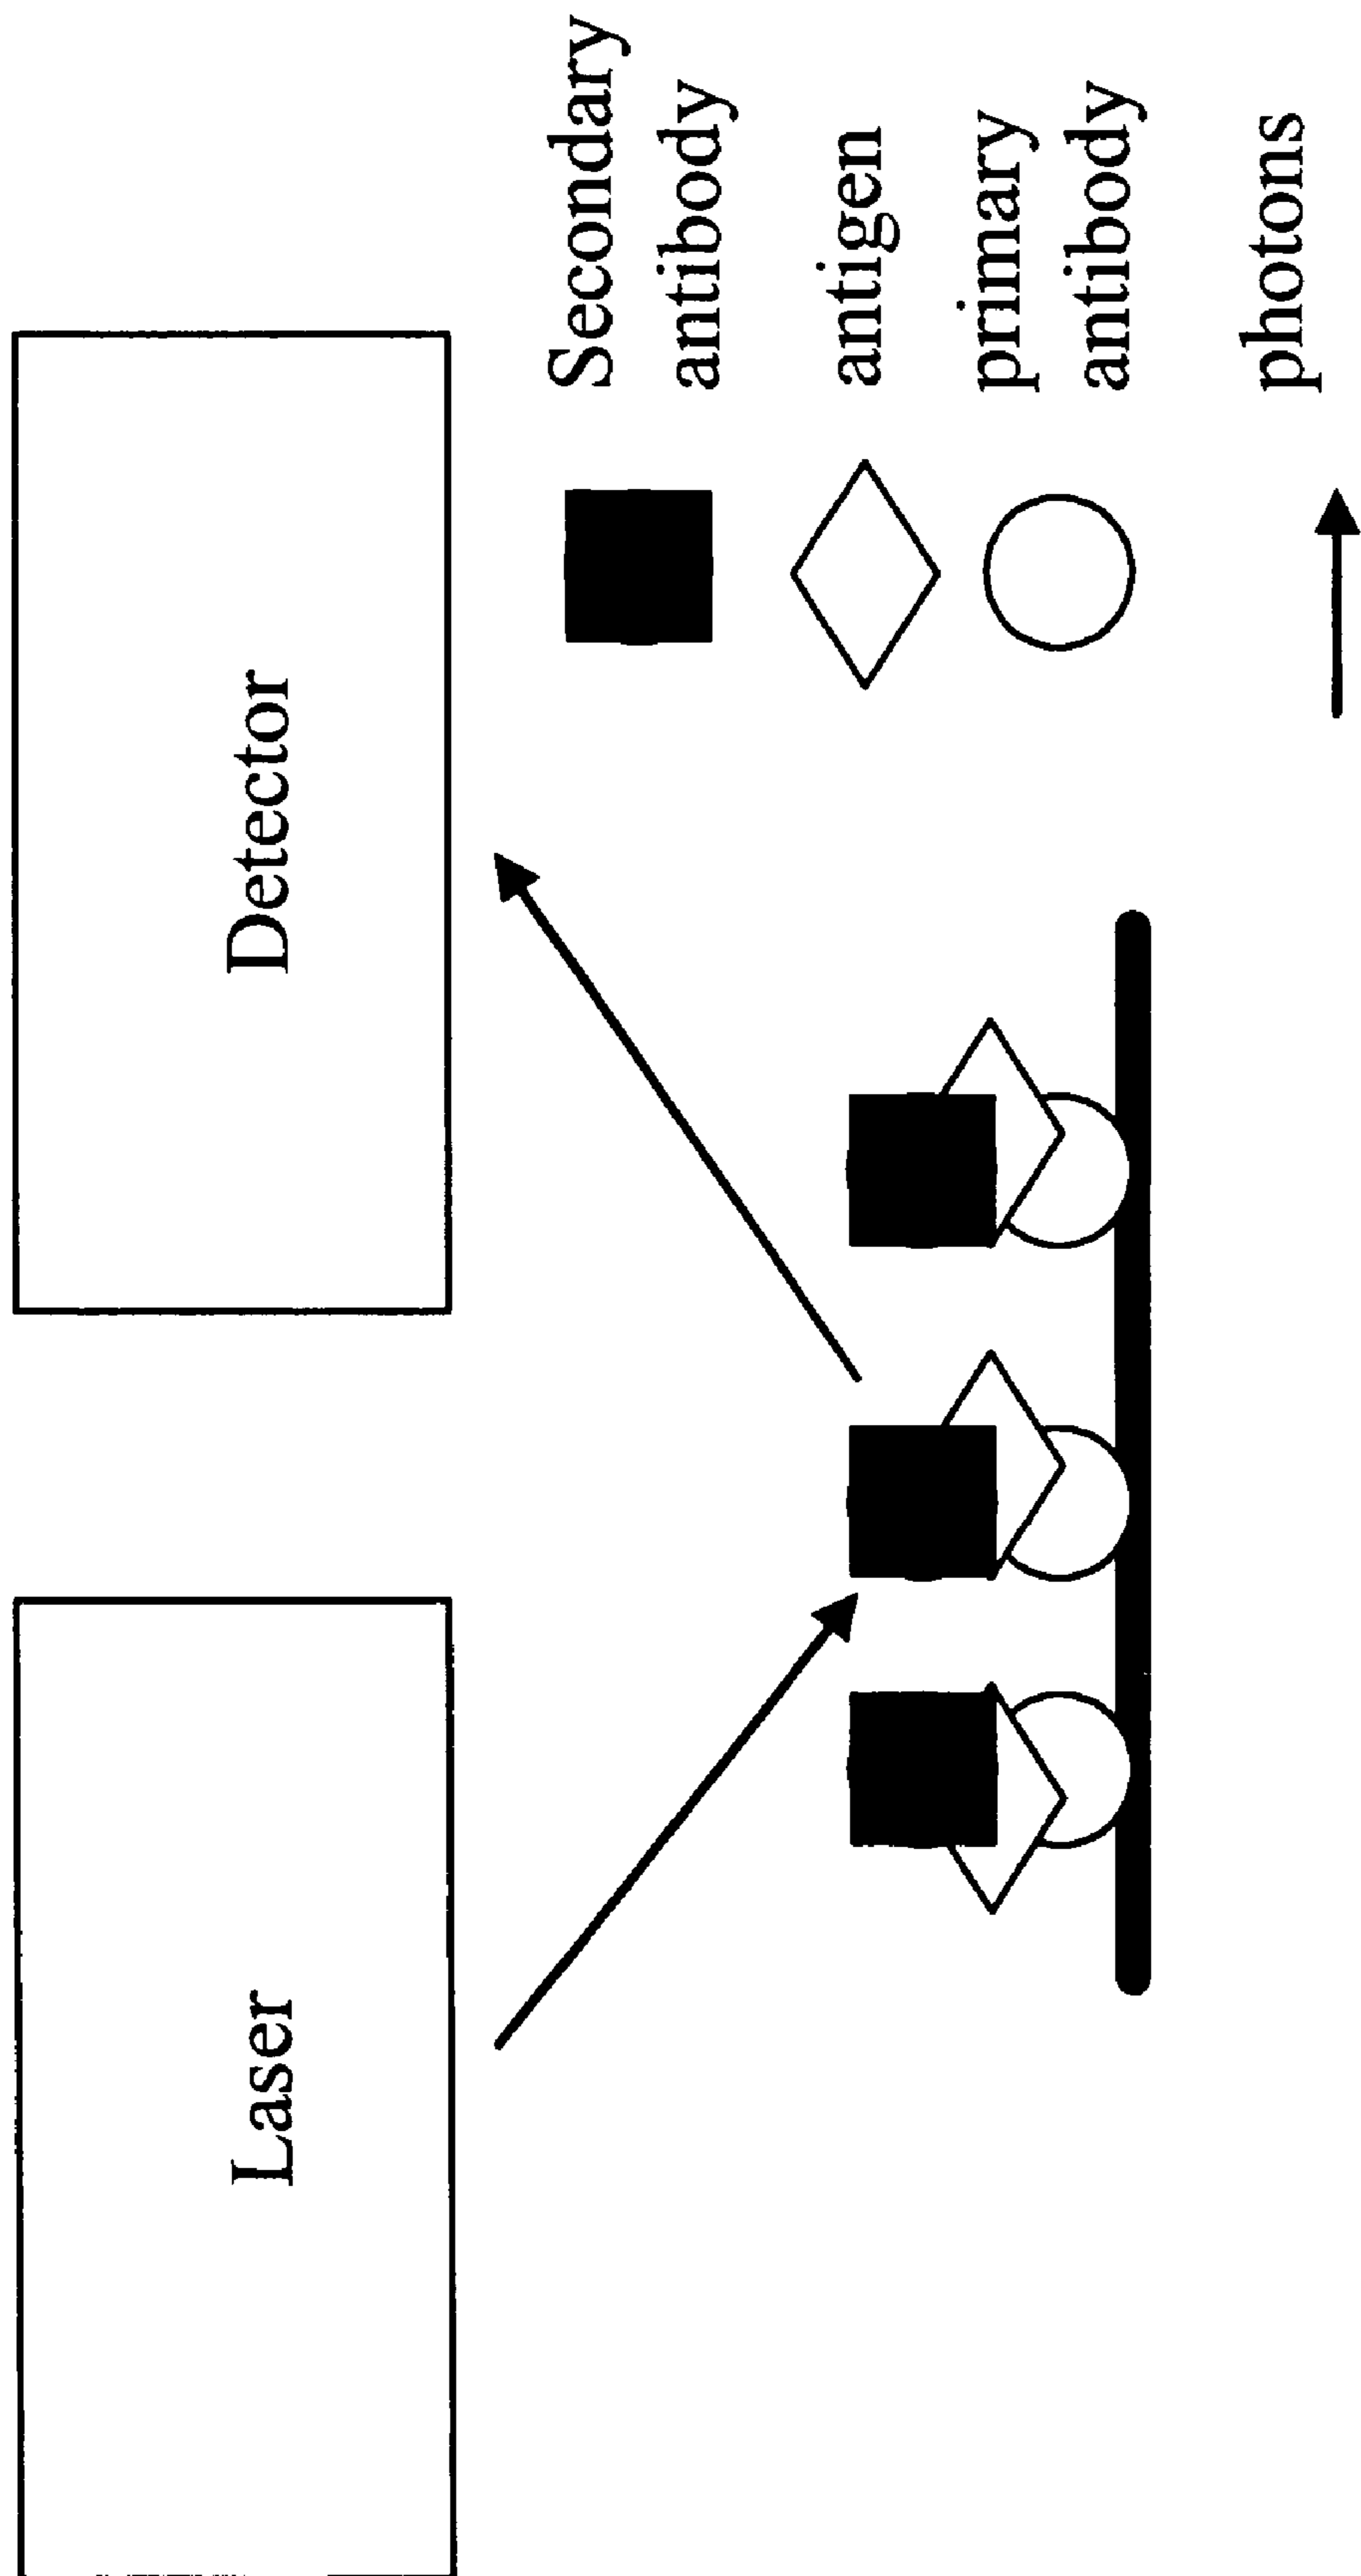 Laser
Detector
Secondary
antibody
antigen
primary
antibody
photons